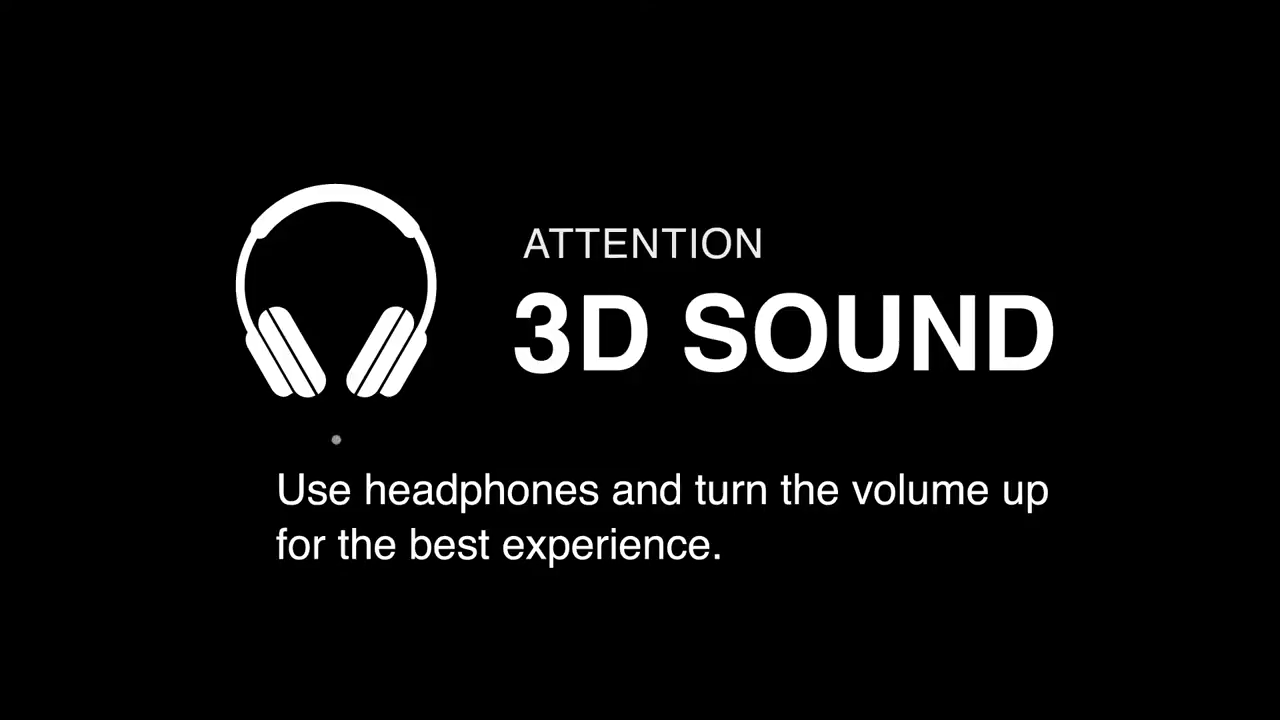 ATTENTION
3D SOUND
Use headphones and turn the volume up
for the best experience.